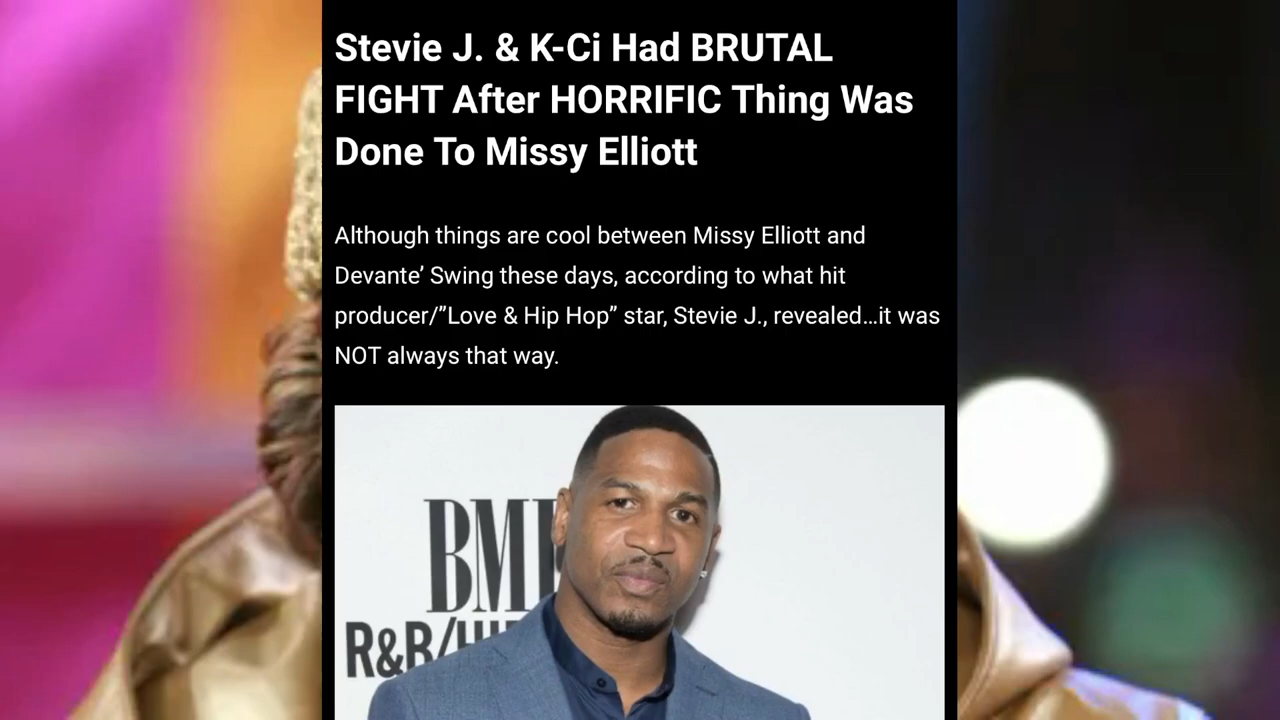 Stevie J. & K-Ci Had BRUTAL
FIGHT After HORRIFIC Thing Was
Done To Missy Elliott
Although things are cool between Missy Elliott and
Devante’ Swing these days, according to what hit
producer/”Love & Hip Hop” star, Stevie J., revealed…it was
NOT always that way.
BMI
R&B/HIP